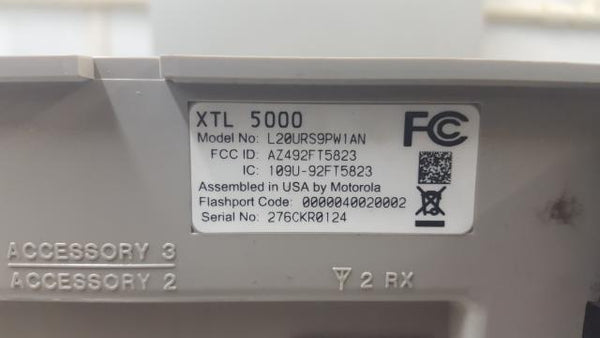 XTL 5000
Model No: L20URS9PW1AN
FCC ID: AZ492FT5823
IC: 109U-92FT5823
Assembled in USA by Motorola
Flashport Code: 0000040020002
Serial No: 276CKR0124
FCC
ACCESSORY 3
ACCESSORY 2
2 RX